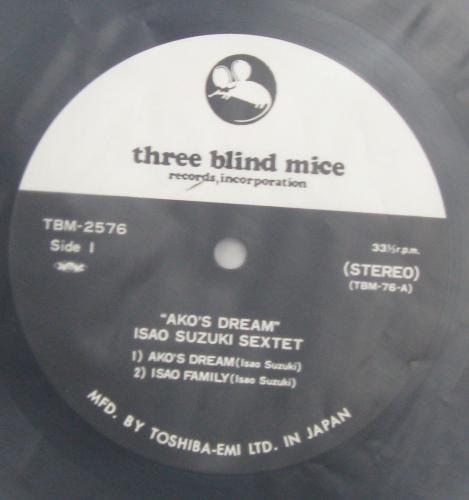 three blind mice
records, incorporation
TBM-2576
Side 1
33⅓ r.p.m.
(STEREO)
(TBM-76-A)
"AKO'S DREAM"
ISAO SUZUKI SEXTET
1) AKO'S DREAM (Isao Suzuki)
2) ISAO FAMILY (Isao Suzuki)
MFD. BY TOSHIBA-EMI LTD. IN JAPAN